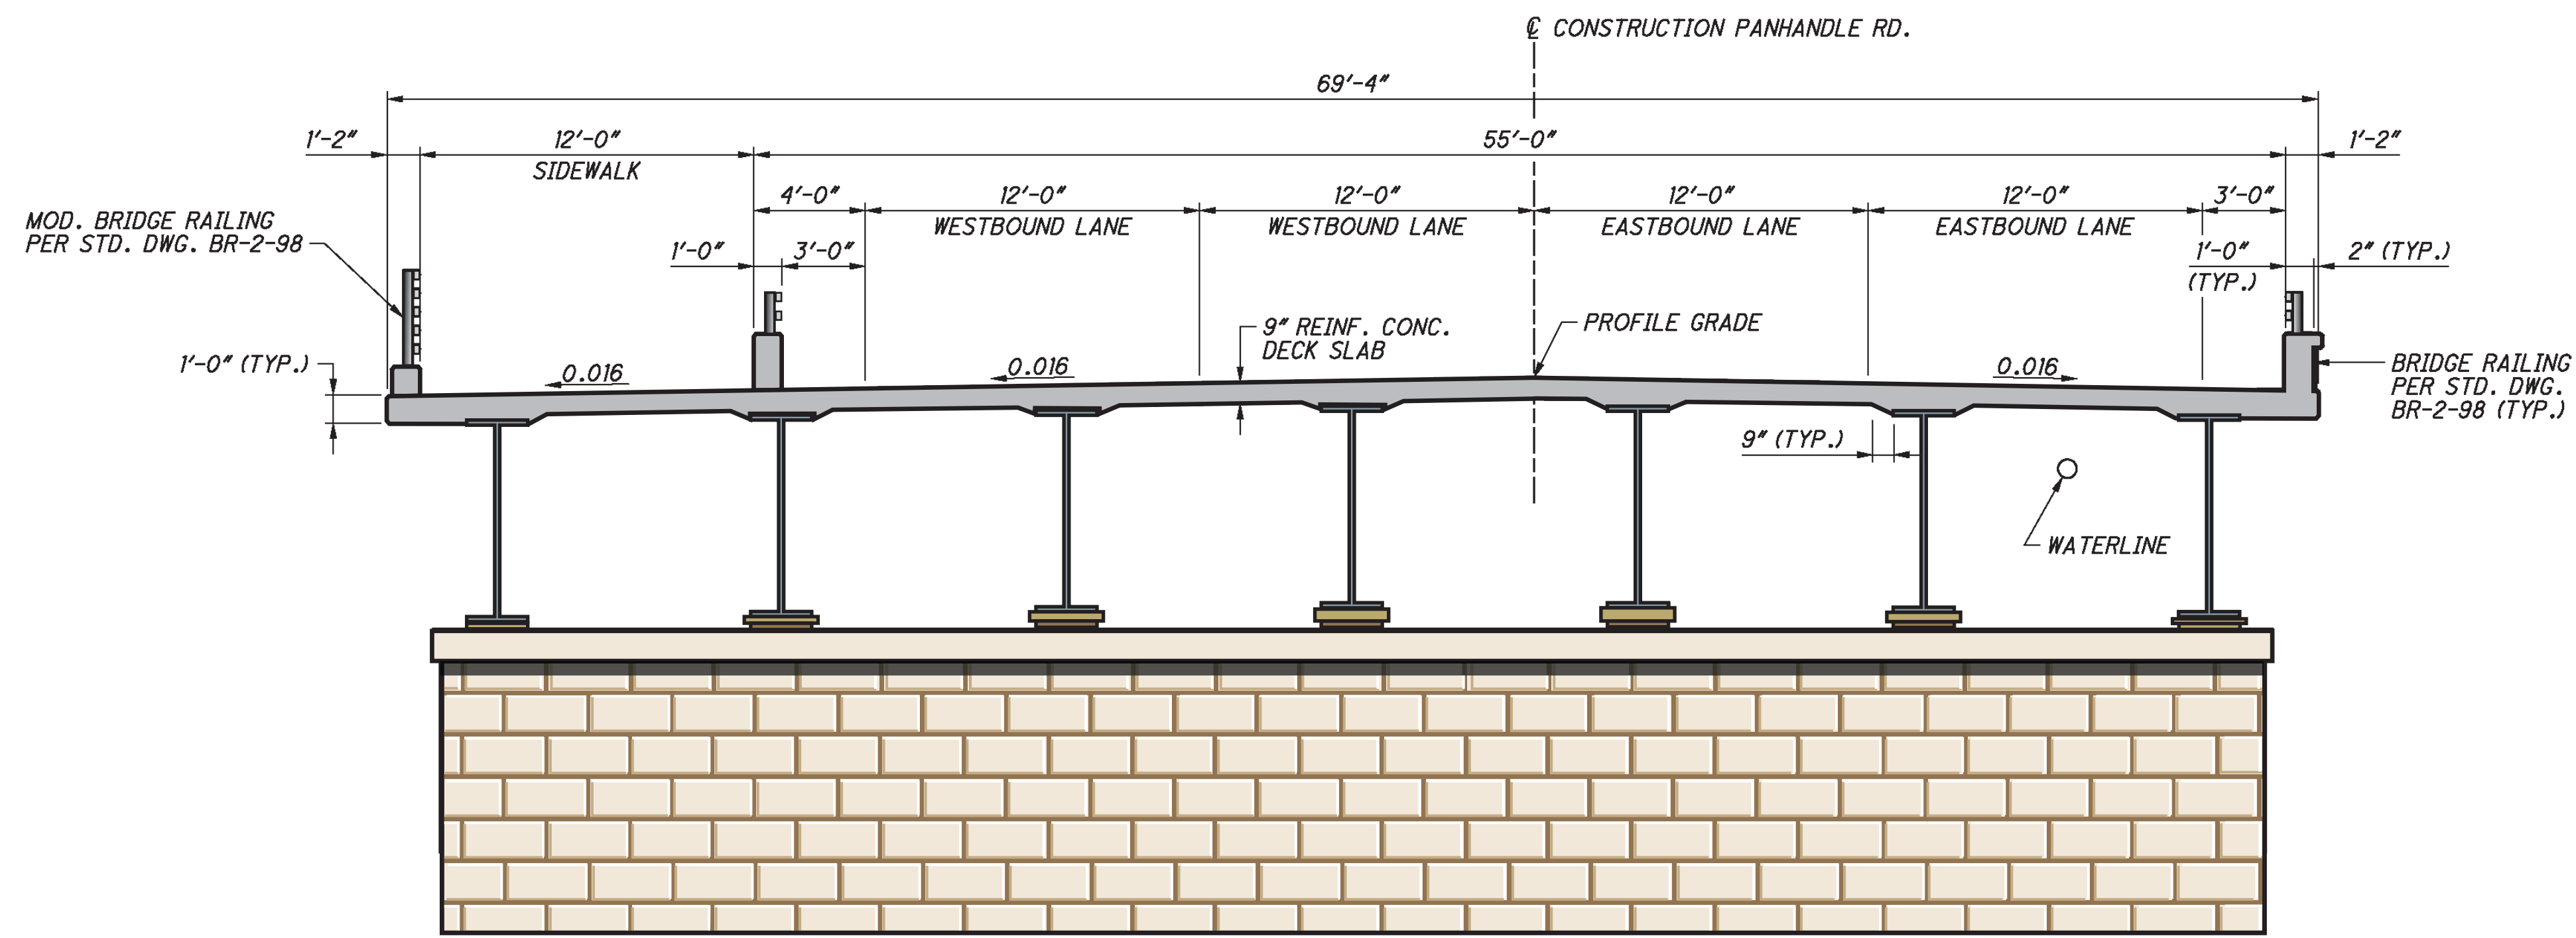 ℄ CONSTRUCTION PANHANDLE RD.
69'-4"
1'-2"
12'-0"
SIDEWALK
55'-0"
1'-2"
4'-0"
12'-0"
WESTBOUND LANE
12'-0"
WESTBOUND LANE
12'-0"
EASTBOUND LANE
12'-0"
EASTBOUND LANE
3'-0"
MOD. BRIDGE RAILING
PER STD. DWG. BR-2-98
1'-0"
3'-0"
1'-0"
(TYP.)
2" (TYP.)
9" REINF. CONC.
DECK SLAB
PROFILE GRADE
1'-0" (TYP.)
0.016
0.016
0.016
BRIDGE RAILING
PER STD. DWG.
BR-2-98 (TYP.)
9" (TYP.)
WATERLINE